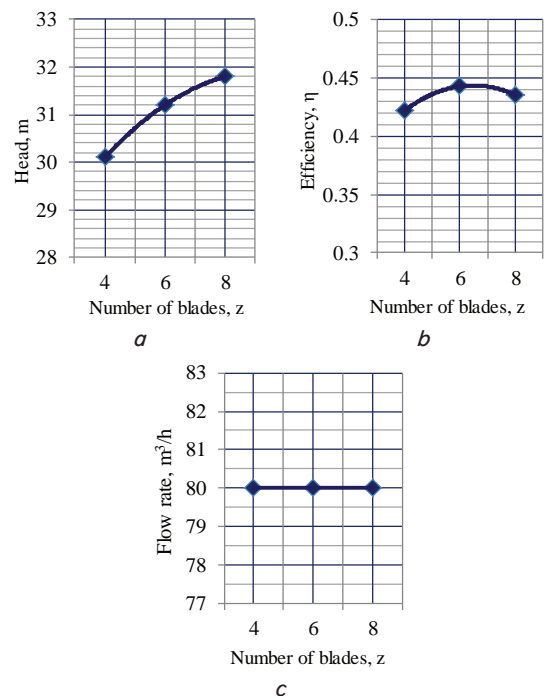 33
32
31
30
29
28
Head, m
4 6 8
Number of blades, z
a
0.5
0.45
0.4
0.35
0.3
Efficiency, η
4 6 8
Number of blades, z
b
83
82
81
80
79
78
77
Flow rate, m³/h
4 6 8
Number of blades, z
c